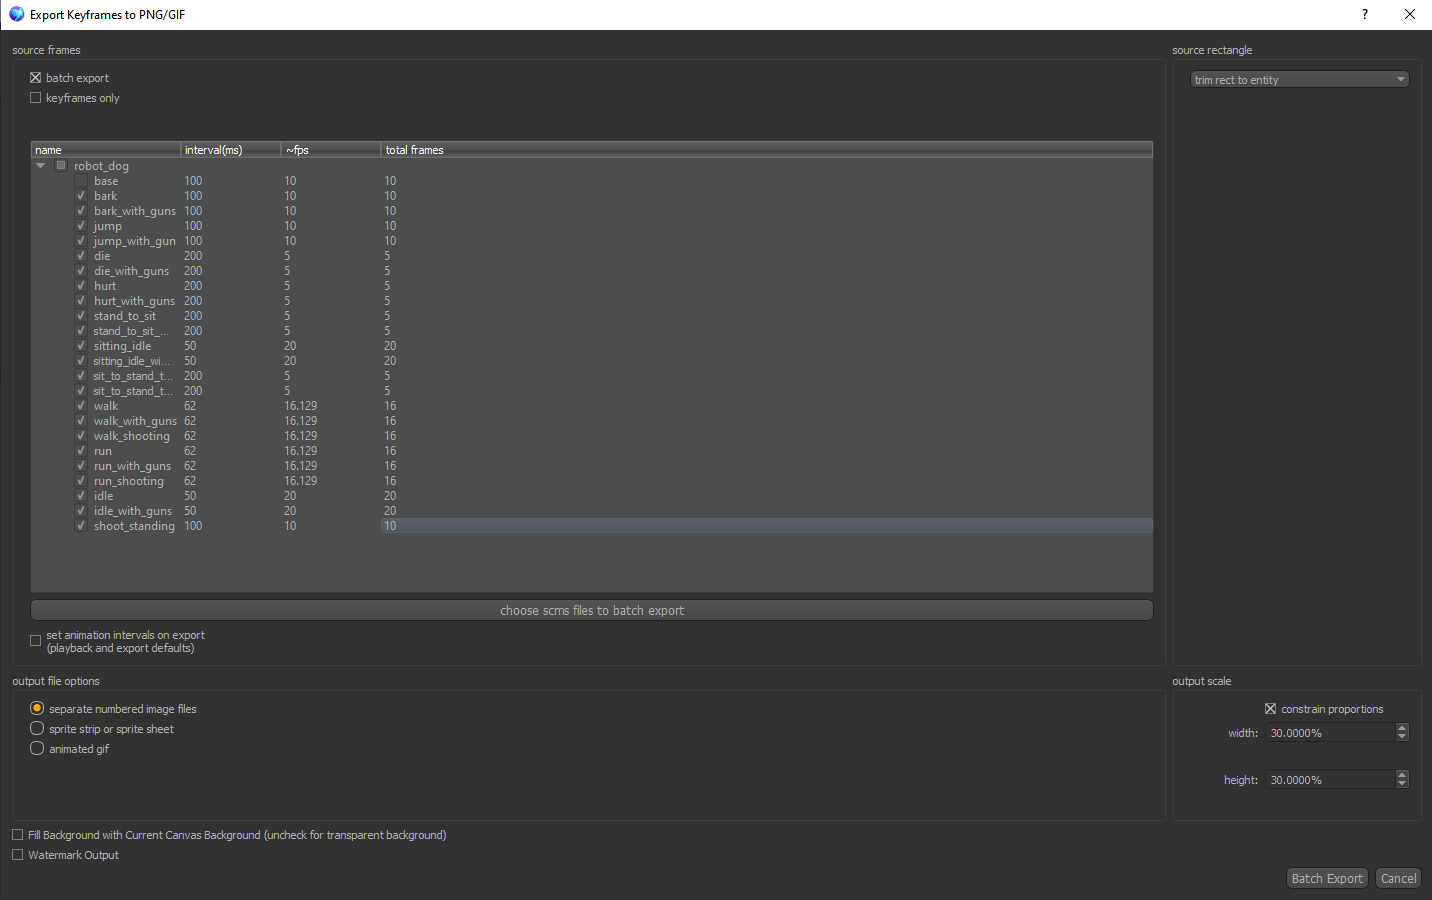 Export Keyframes to PNG/GIF
?
source frames
source rectangle
batch export
trim rect to entity
keyframes only
name interval(ms) ~fps total frames
robot_dog
base 100 10 10
bark 100 10 10
bark_with_guns 100 10 10
jump 100 10 10
jump_with_gun 100 10 10
die 200 5 5
die_with_guns 200 5 5
hurt 200 5 5
hurt_with_guns 200 5 5
stand_to_sit 200 5 5
stand_to_sit_... 200 5 5
sitting_idle 50 20 20
sitting_idle_wi... 50 20 20
sit_to_stand_t... 200 5 5
sit_to_stand_t... 200 5 5
walk 62 16.129 16
walk_with_guns 62 16.129 16
walk_shooting 62 16.129 16
run 62 16.129 16
run_with_guns 62 16.129 16
run_shooting 62 16.129 16
idle 50 20 20
idle_with_guns 50 20 20
shoot_standing 100 10 10
choose scms files to batch export
set animation intervals on export
(playback and export defaults)
output file options
output scale
separate numbered image files
constrain proportions
sprite strip or sprite sheet
width: 30.0000%
animated gif
height: 30.0000%
Fill Background with Current Canvas Background (uncheck for transparent background)
Watermark Output
Batch Export
Cancel